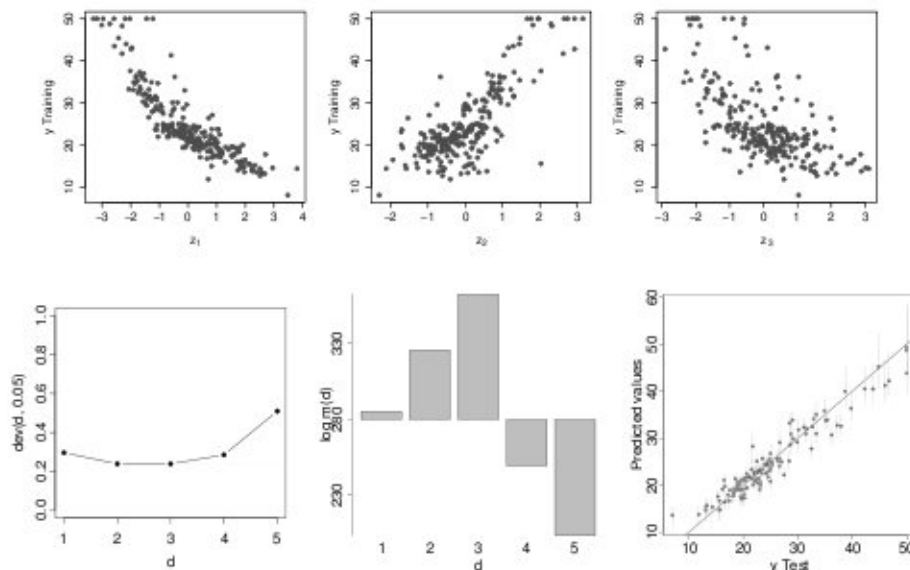 y Training
50
40
30
20
10
−3 −2 −1 0 1 2 3 4
z1
y Training
50
40
30
20
10
−2 −1 0 1 2 3
z2
y Training
50
40
30
20
10
−3 −2 −1 0 1 2 3
z3
dev(d, 0.05)
1.0
0.8
0.6
0.4
0.2
0.0
1 2 3 4 5
d
log m(d)
330
280
230
1 2 3 4 5
d
Predicted values
60
50
40
30
20
10
10 20 30 40 50
y Test